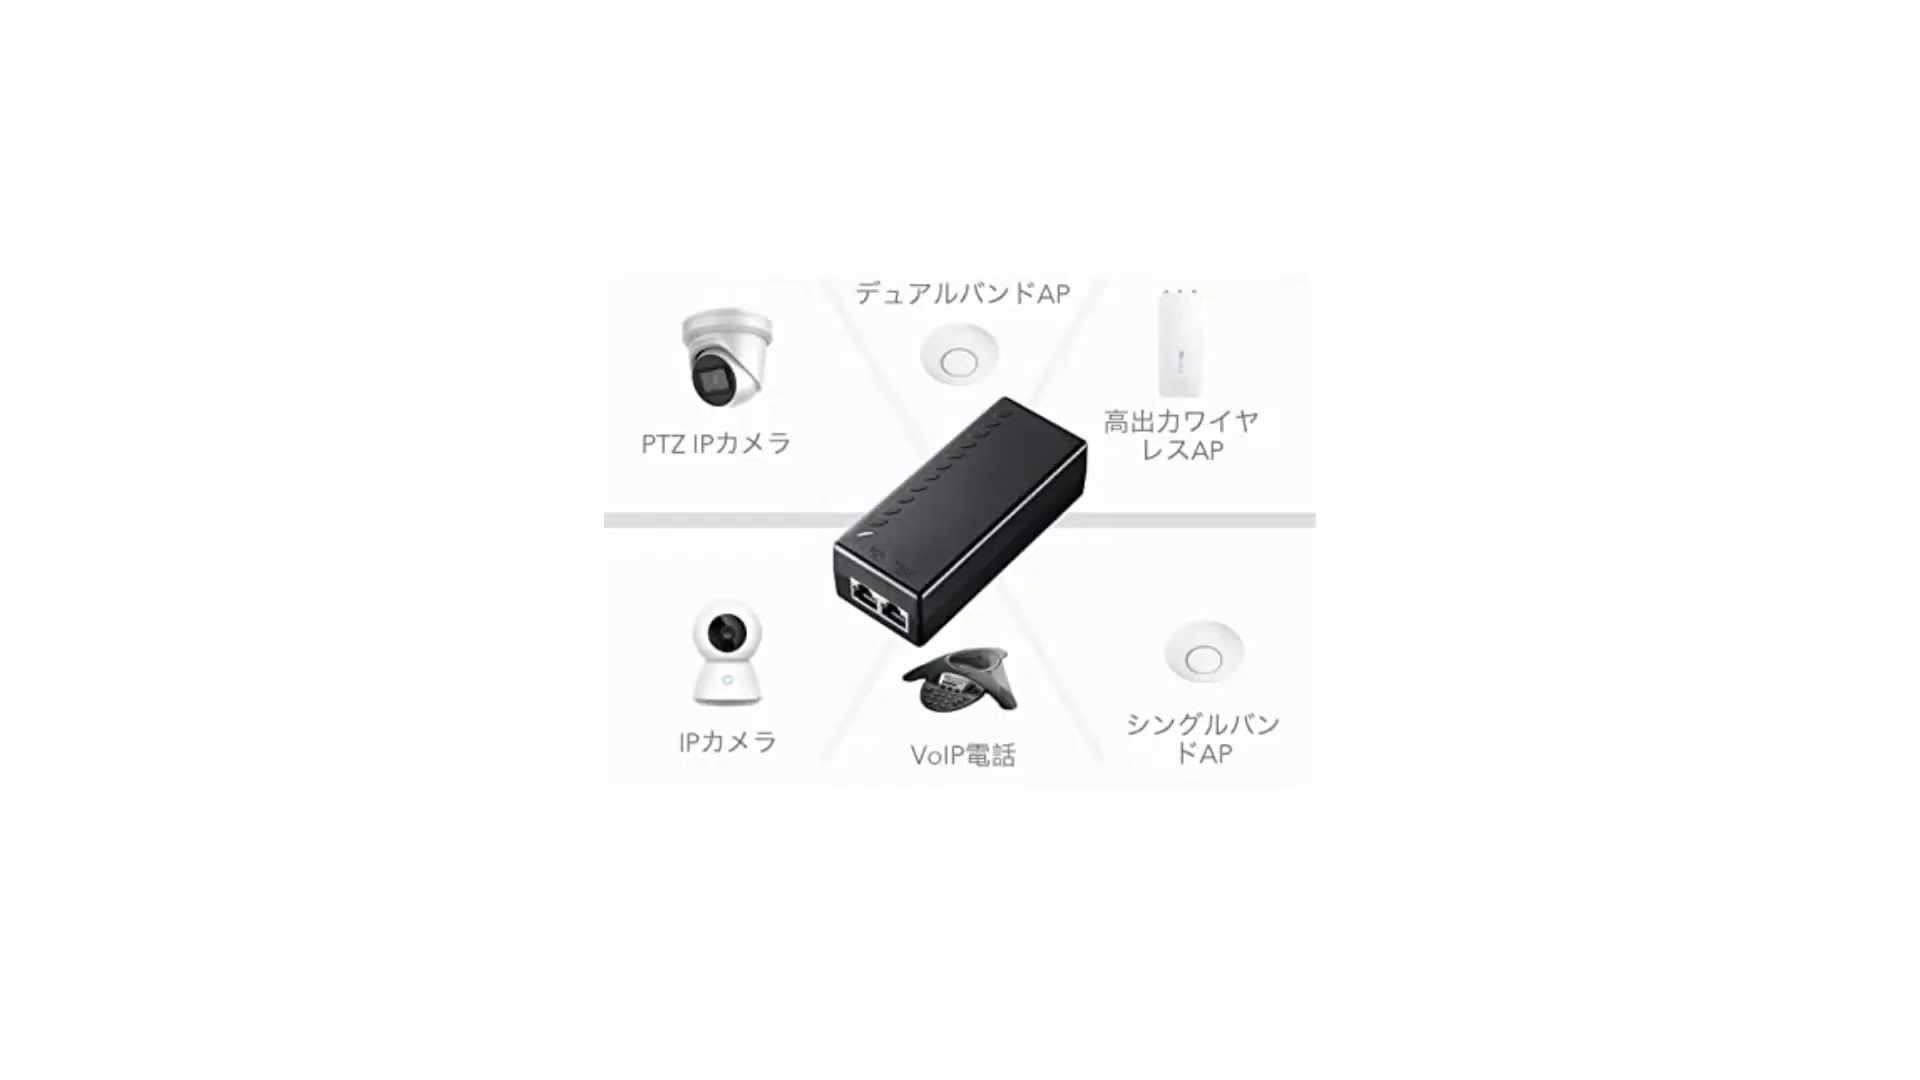 デュアルバンドAP
PTZ IPカメラ
高出力ワイヤ
レスAP
IPカメラ
VoIP電話
シングルバン
ドAP